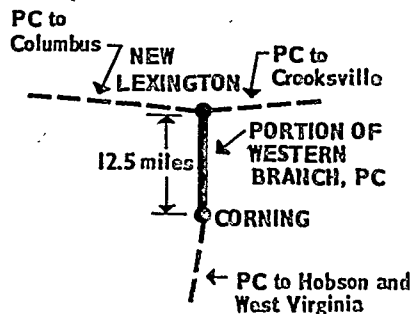 PC to
Columbus
NEW
LEXINGTON
PC to
Crooksville
12.5 miles
PORTION OF
WESTERN
BRANCH, PC
CORNING
PC to Hobson and
West Virginia